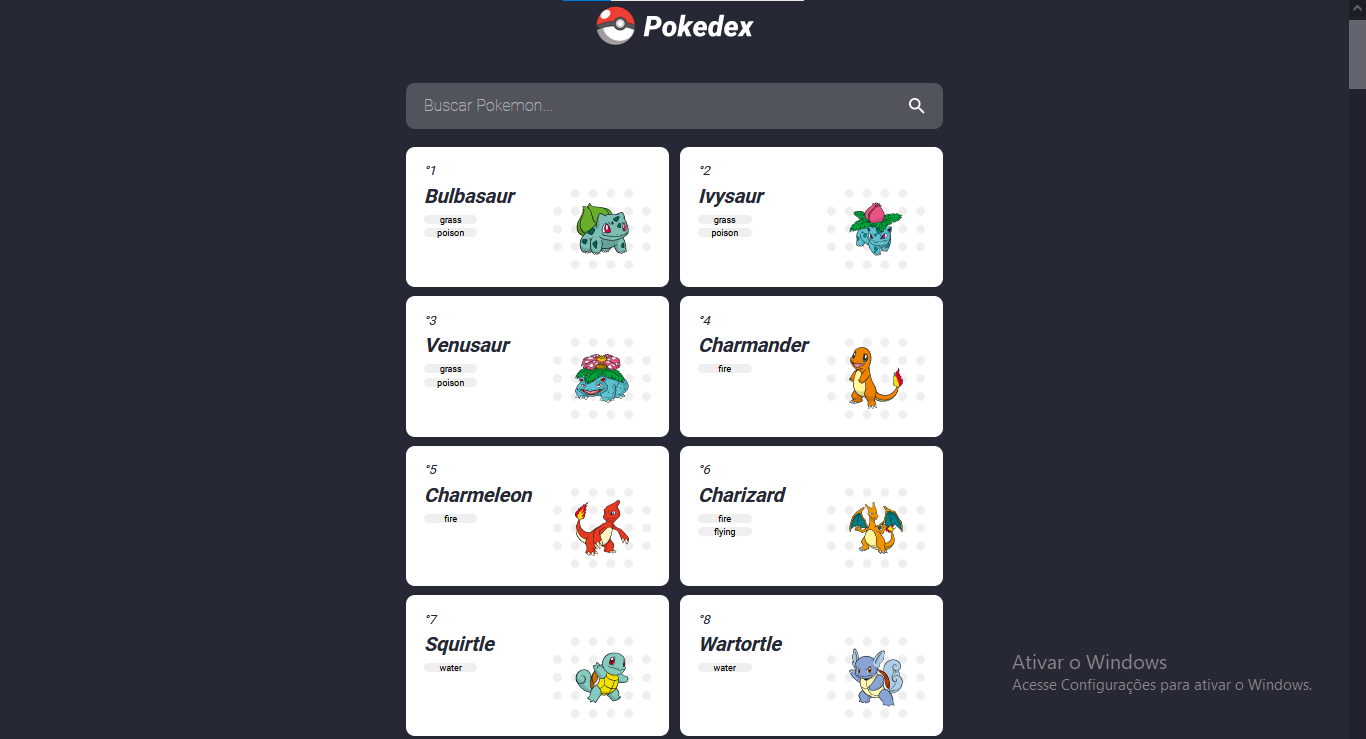 Pokedex
Buscar Pokemon...
°1
Bulbasaur
grass
poison
°2
Ivysaur
grass
poison
°3
Venusaur
grass
poison
°4
Charmander
fire
°5
Charmeleon
fire
°6
Charizard
fire
flying
°7
Squirtle
water
°8
Wartortle
water
Ativar o Windows
Acesse Configurações para ativar o Windows.